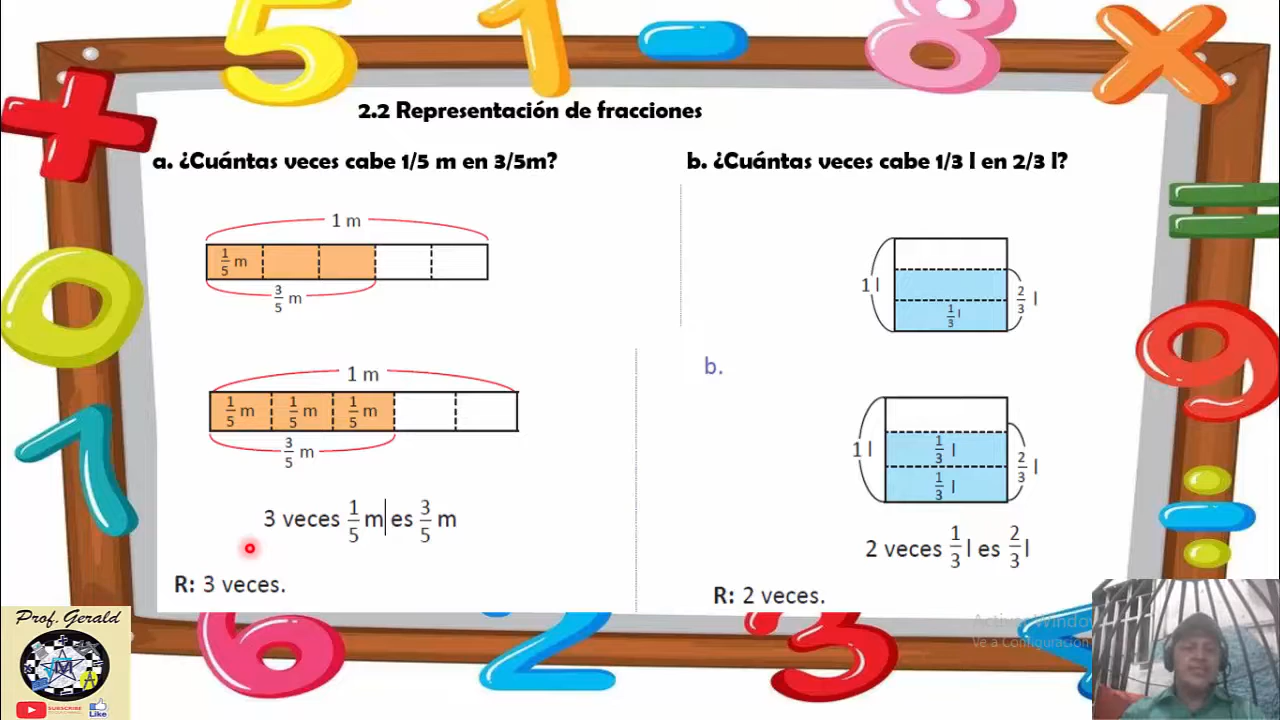 2.2 Representación de fracciones
a. ¿Cuántas veces cabe 1/5 m en 3/5m?
1 m
1/5 m
3/5 m
1 m
1/5 m 1/5 m 1/5 m
3/5 m
3 veces 1/5 m es 3/5 m
R: 3 veces.
b. ¿Cuántas veces cabe 1/3 l en 2/3 l?
1 l
2/3 l
1/3 l
b.
1 l
1/3 l
2/3 l
1/3 l
2 veces 1/3 l es 2/3 l
R: 2 veces.
Prof. Gerald
M
A
SUBSCRIBE
Like
Ve a Configuración